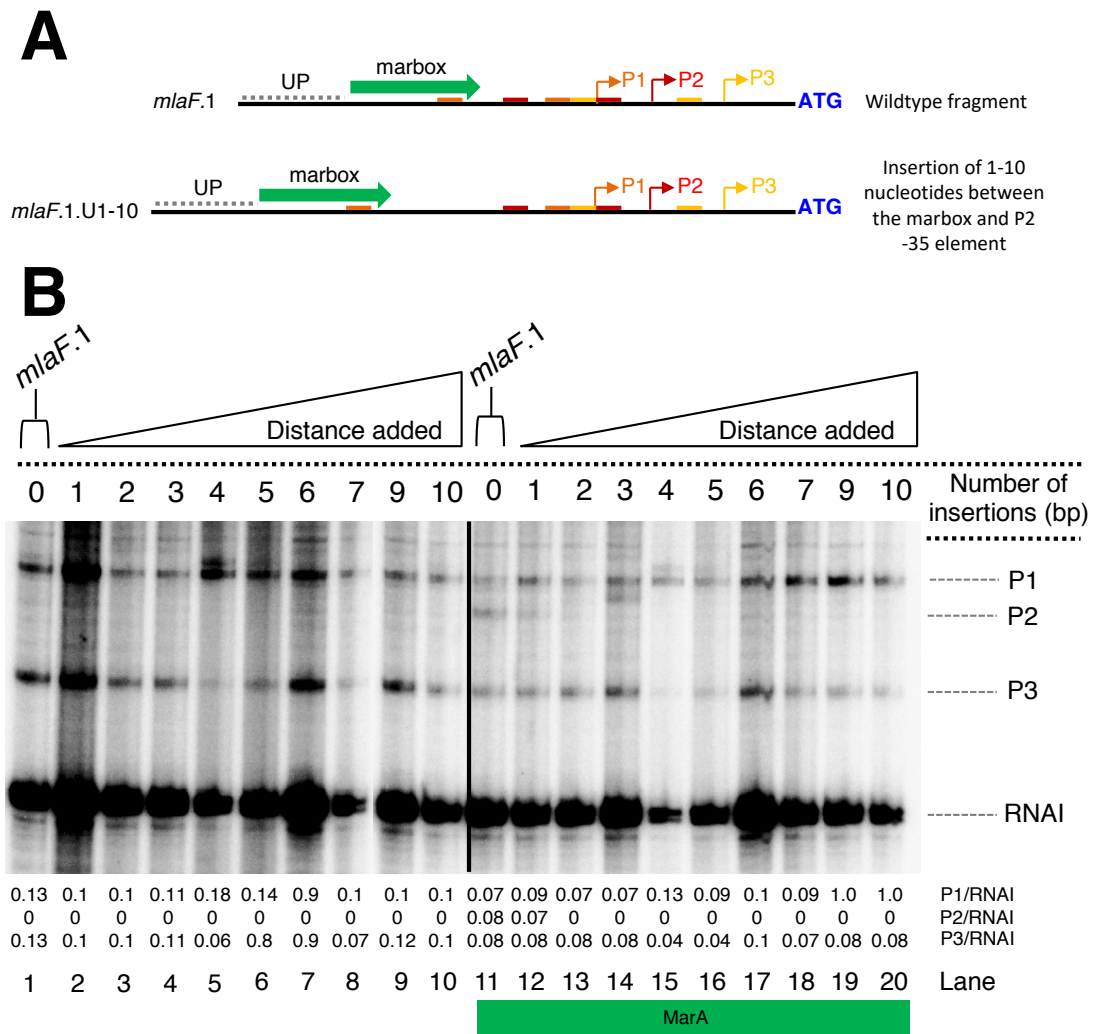 A
UP marbox P1 P2 P3
mlaF.1 ATG Wildtype fragment
UP marbox P1 P2 P3
mlaF.1.U1-10 ATG
Insertion of 1-10
nucleotides between
the marbox and P2
-35 element
B
mlaF.1 mlaF.1
Distance added Distance added
0 1 2 3 4 5 6 7 9 10 0 1 2 3 4 5 6 7 9 10
Number of
insertions (bp)
P1
P2
P3
RNAI
0.13 0.1 0.1 0.11 0.18 0.14 0.9 0.1 0.1 0.1 0.07 0.09 0.07 0.07 0.13 0.09 0.1 0.09 1.0 1.0 P1/RNAI
0 0 0 0 0 0 0 0 0 0 0.08 0.07 0 0 0 0 0 0 0 0 P2/RNAI
0.13 0.1 0.1 0.11 0.06 0.8 0.9 0.07 0.12 0.1 0.08 0.08 0.08 0.08 0.04 0.04 0.1 0.07 0.08 0.08 P3/RNAI
1 2 3 4 5 6 7 8 9 10 11 12 13 14 15 16 17 18 19 20 Lane
MarA